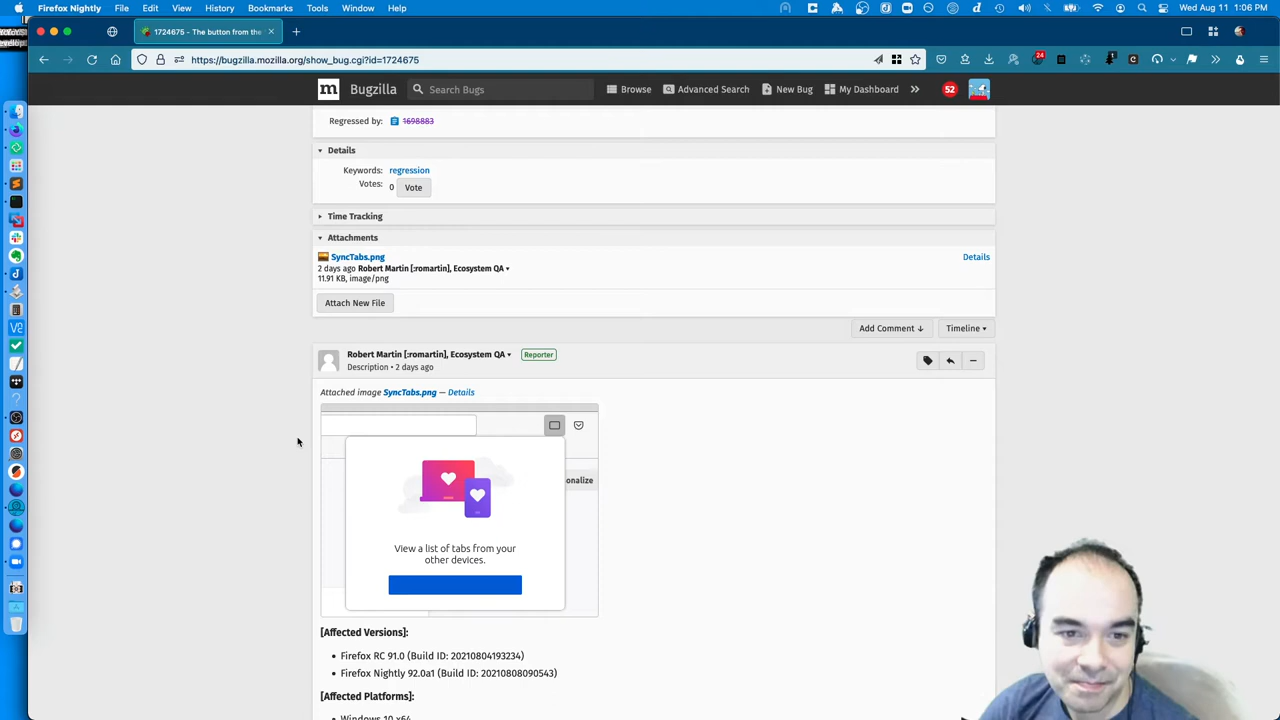 Firefox Nightly File Edit View History Bookmarks Tools Window Help
Wed Aug 11 1:06 PM
1724675 - The button from the
https://bugzilla.mozilla.org/show_bug.cgi?id=1724675
24
1
m Bugzilla Search Bugs Browse Advanced Search New Bug My Dashboard 52
Regressed by: 1698883
Details
Keywords: regression
Votes: 0 Vote
Time Tracking
Attachments
SyncTabs.png
Details
2 days ago Robert Martin [:romartin], Ecosystem QA
11.91 KB, image/png
Attach New File
Add Comment ↓ Timeline
Robert Martin [:romartin], Ecosystem QA Reporter
Description • 2 days ago
Attached image SyncTabs.png — Details
onalize
View a list of tabs from your
other devices.
[Affected Versions]:
• Firefox RC 91.0 (Build ID: 20210804193234)
• Firefox Nightly 92.0a1 (Build ID: 20210808090543)
[Affected Platforms]:
• Windows 10 x64